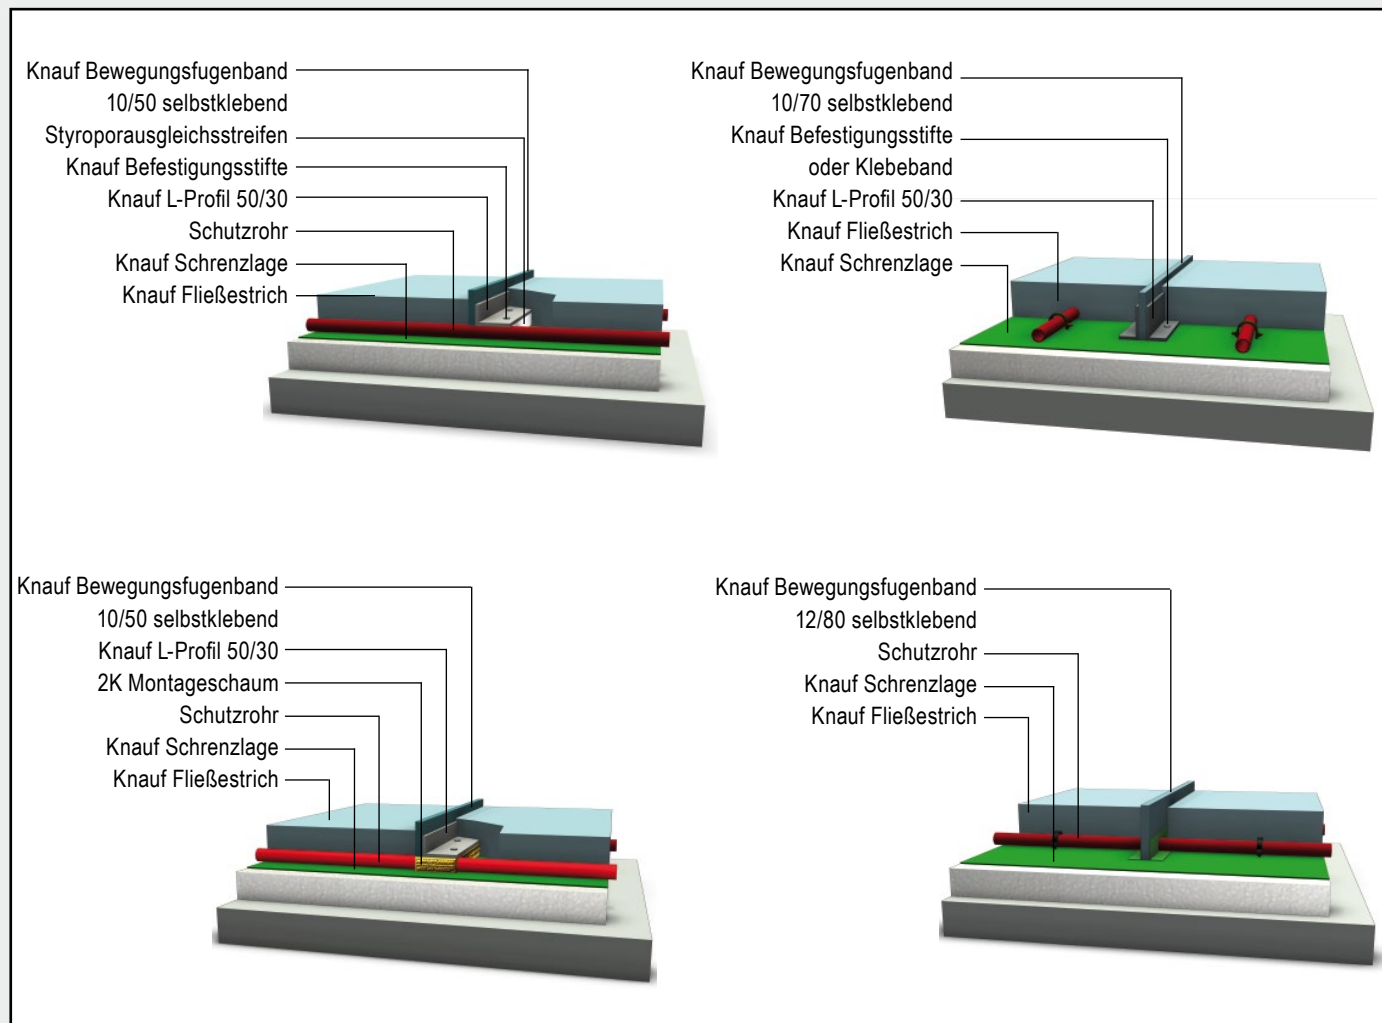 Knauf Bewegungsfugenband
10/50 selbstklebend
Styroporausgleichsstreifen
Knauf Befestigungsstifte
Knauf L-Profil 50/30
Schutzrohr
Knauf Schrenzlage
Knauf Fließestrich
Knauf Bewegungsfugenband
10/70 selbstklebend
Knauf Befestigungsstifte
oder Klebeband
Knauf L-Profil 50/30
Knauf Fließestrich
Knauf Schrenzlage
Knauf Bewegungsfugenband
10/50 selbstklebend
Knauf L-Profil 50/30
2K Montageschaum
Schutzrohr
Knauf Schrenzlage
Knauf Fließestrich
Knauf Bewegungsfugenband
12/80 selbstklebend
Schutzrohr
Knauf Schrenzlage
Knauf Fließestrich